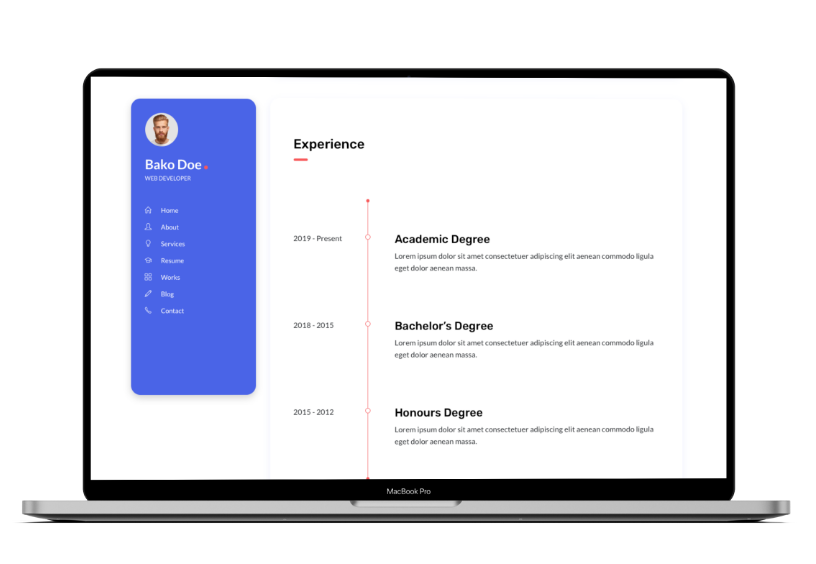 Bako Doe.
WEB DEVELOPER
Home
About
Services
Resume
Works
Blog
Contact
Experience
2019 - Present
Academic Degree
Lorem ipsum dolor sit amet consectetuer adipiscing elit aenean commodo ligula
eget dolor aenean massa.
2018 - 2015
Bachelor's Degree
Lorem ipsum dolor sit amet consectetuer adipiscing elit aenean commodo ligula
eget dolor aenean massa.
2015 - 2012
Honours Degree
Lorem ipsum dolor sit amet consectetuer adipiscing elit aenean commodo ligula
eget dolor aenean massa.
MacBook Pro